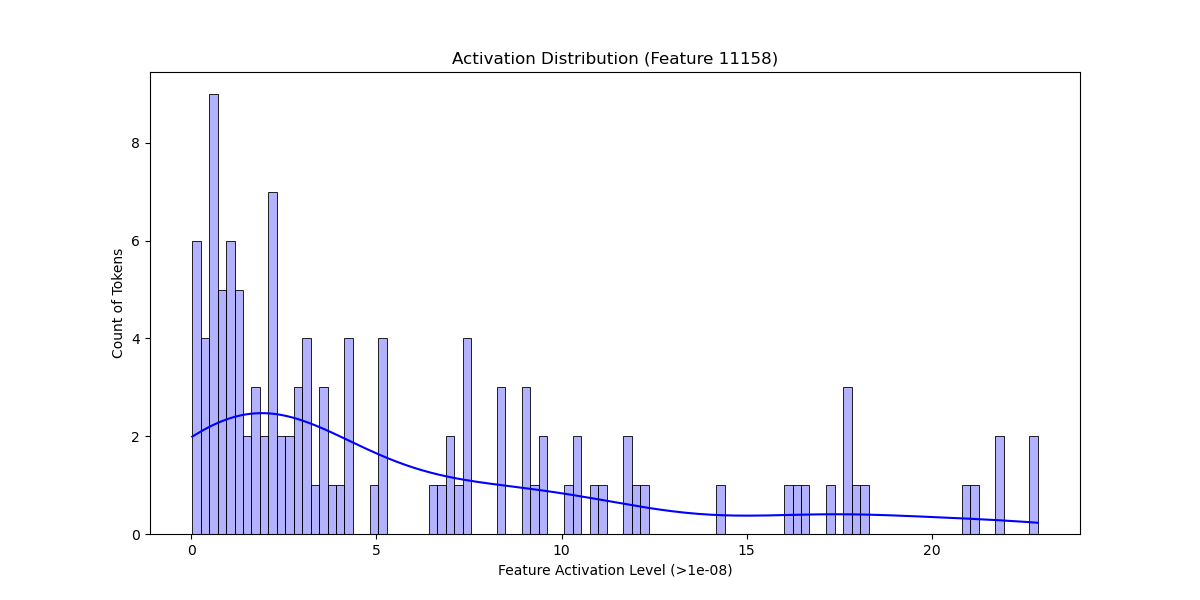 Activation Distribution (Feature 11158)
Count of Tokens
8
6
4
2
0
0 5 10 15 20
Feature Activation Level (>1e-08)